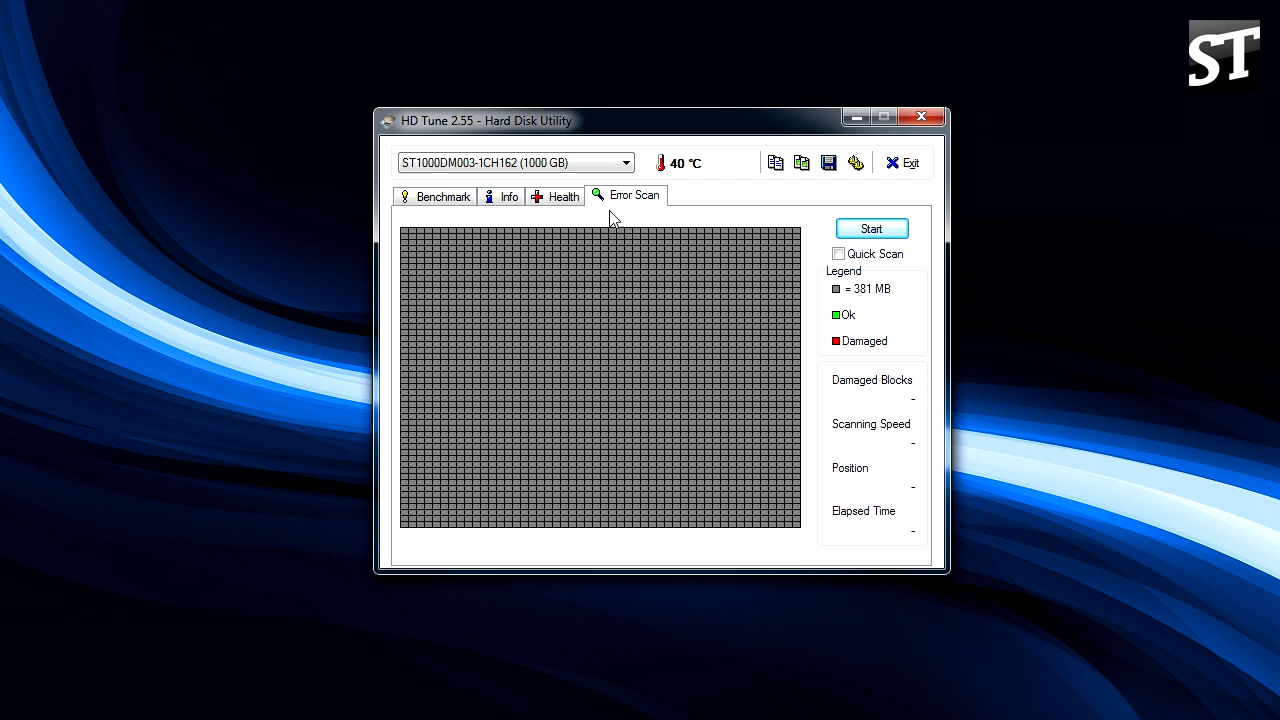 ST
HD Tune 2.55 - Hard Disk Utility
ST1000DM003-1CH162 (1000 GB)
40 °C
Exit
Benchmark
Info
Health
Error Scan
Start
Quick Scan
Legend
= 381 MB
Ok
Damaged
Damaged Blocks
-
Scanning Speed
-
Position
-
Elapsed Time
-